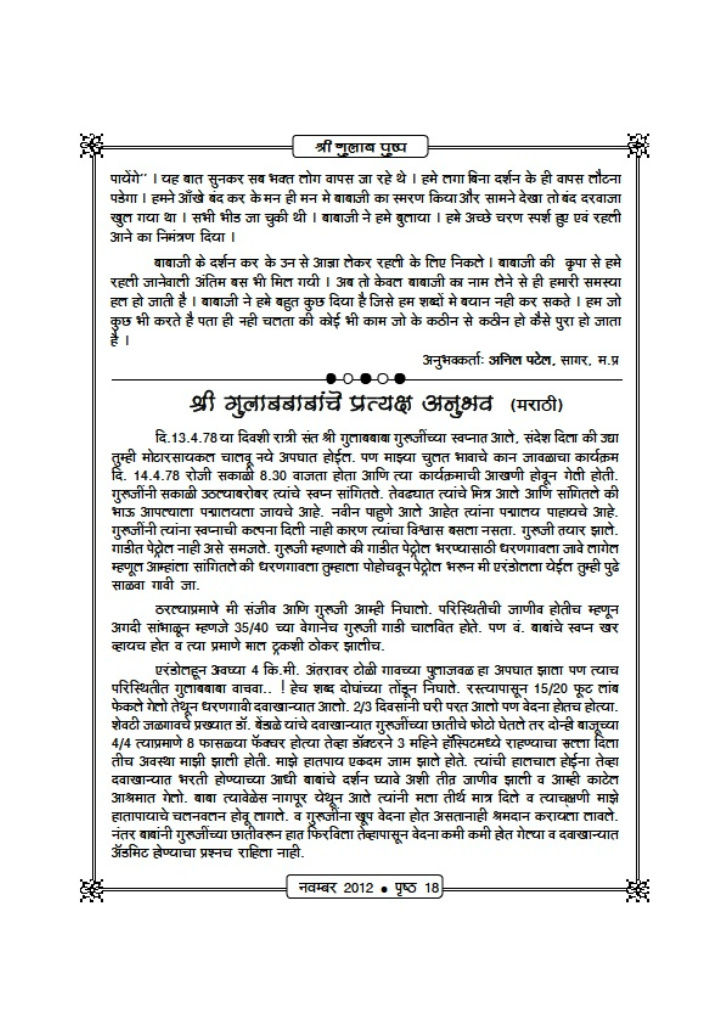 श्री गुलाब पुष्प
पायेंगे” । यह बात सुनकर सब भक्त लोग वापस जा रहे थे । हमे लगा बिना दर्शन के ही वापस लौटना
पडेगा । हमने आँखे बंद कर के मन ही मन मे बाबाजी का स्मरण किया और सामने देखा तो बंद दरवाजा
खुल गया था । सभी भीड जा चुकी थी । बाबाजी ने हमे बुलाया । हमे अच्छे चरण स्पर्श हुए एवं रहली
आने का निमंत्रण दिया ।
बाबाजी के दर्शन कर के उन से आज्ञा लेकर रहली के लिए निकले । बाबाजी की कृपा से हमे
रहली जानेवाली अंतिम बस भी मिल गयी । अब तो केवल बाबाजी का नाम लेने से ही हमारी समस्या
हल हो जाती है । बाबाजी ने हमे बहुत कुछ दिया है जिसे हम शब्दों मे बयान नही कर सकते । हम जो
कुछ भी करते है पता ही नही चलता की कोई भी काम जो के कठीन से कठीन हो कैसे पुरा हो जाता
है ।
अनुभवकर्ताः अनिल पटेल, सागर, म.प्र
श्री गुलाबबाबांचे प्रत्यक्ष अनुभव (मराठी)
दि.13.4.78 या दिवशी रात्री संत श्री गुलाबबाबा गुरुजींच्या स्वप्नात आले, संदेश दिला की उद्या
तुम्ही मोटारसायकल चालवू नये अपघात होईल. पण माझ्या चुलत भावाचे कान जावळाचा कार्यक्रम
दि. 14.4.78 रोजी सकाळी 8.30 वाजता होता आणि त्या कार्यक्रमाची आखणी होवून गेली होती.
गुरुजींनी सकाळी उठल्याबरोबर त्यांचे स्वप्न सांगितले. तेवढ्यात त्यांचे मित्र आले आणि सांगितले की
भाऊ आपल्याला पद्मालयला जायचे आहे. नवीन पाहुणे आले आहेत त्यांना पद्मालय पाहायचे आहे.
गुरुजींनी त्यांना स्वप्नाची कल्पना दिली नाही कारण त्यांचा विश्वास बसला नसता. गुरुजी तयार झाले.
गाडीत पेट्रोल नाही असे समजले. गुरुजी म्हणाले की गाडीत पेट्रोल भरण्यासाठी धरणगावला जावे लागेल
म्हणूल आम्हांला सांगितले की धरणगावला तुम्हाला पोहोचवून पेट्रोल भरून मी एरंडोलला येईल तुम्ही पुढे
साळवा गावी जा.
ठरल्याप्रमाणे मी संजीव आणि गुरुजी आम्ही निघालो. परिस्थितीची जाणीव होतीच म्हणून
अगदी सांभाळून म्हणजे 35/40 च्या वेगानेच गुरुजी गाडी चालवित होते. पण वं. बाबांचे स्वप्न खर
व्हायच होत व त्या प्रमाणे माल ट्रकशी ठोकर झालीच.
एरंडोलहून अवघ्या 4 कि.मी. अंतरावर टोळी गावच्या पुलाजवळ हा अपघात झाला पण त्याच
परिस्थितीत गुलाबबाबा वाचवा.. ! हेच शब्द दोघांच्या तोंडून निघाले. रस्त्यापासून 15/20 फूट लांब
फेकले गेलो तेथून धरणगावी दवाखान्यात आलो. 2/3 दिवसांनी घरी परत आलो पण वेदना होतच होत्या.
शेवटी जळगावचे प्रख्यात डॉ. बेंडाळे यांचे दवाखान्यात गुरुजींच्या छातीचे फोटो घेतले तर दोन्ही बाजूच्या
4/4 त्याप्रमाणे 8 फासळ्या फॅक्चर होत्या तेव्हा डॉक्टरने 3 महिने हॉस्पिटमध्ये राहण्याचा सल्ला दिला
तीच अवस्था माझी झाली होती. माझे हातपाय एकदम जाम झाले होते. त्यांची हालचाल होईना तेव्हा
दवाखान्यात भरती होण्याच्या आधी बाबांचे दर्शन घ्यावे अशी तीव्र जाणीव झाली व आम्ही काटेल
आश्रमात गेलो. बाबा त्यावेळेस नागपूर येथून आले त्यांनी मला तीर्थ मात्र दिले व त्याचक्षणी माझे
हातापायाचे चलनवलन होवू लागले. व गुरुजींना खूप वेदना होत असतानाही श्रमदान करायला लावले.
नंतर बाबांनी गुरुजींच्या छातीवरुन हात फिरविला तेव्हापासून वेदना कमी कमी होत गेल्या व दवाखान्यात
ॲडमिट होण्याचा प्रश्नच राहिला नाही.
नवम्बर 2012 ● पृष्ठ 18